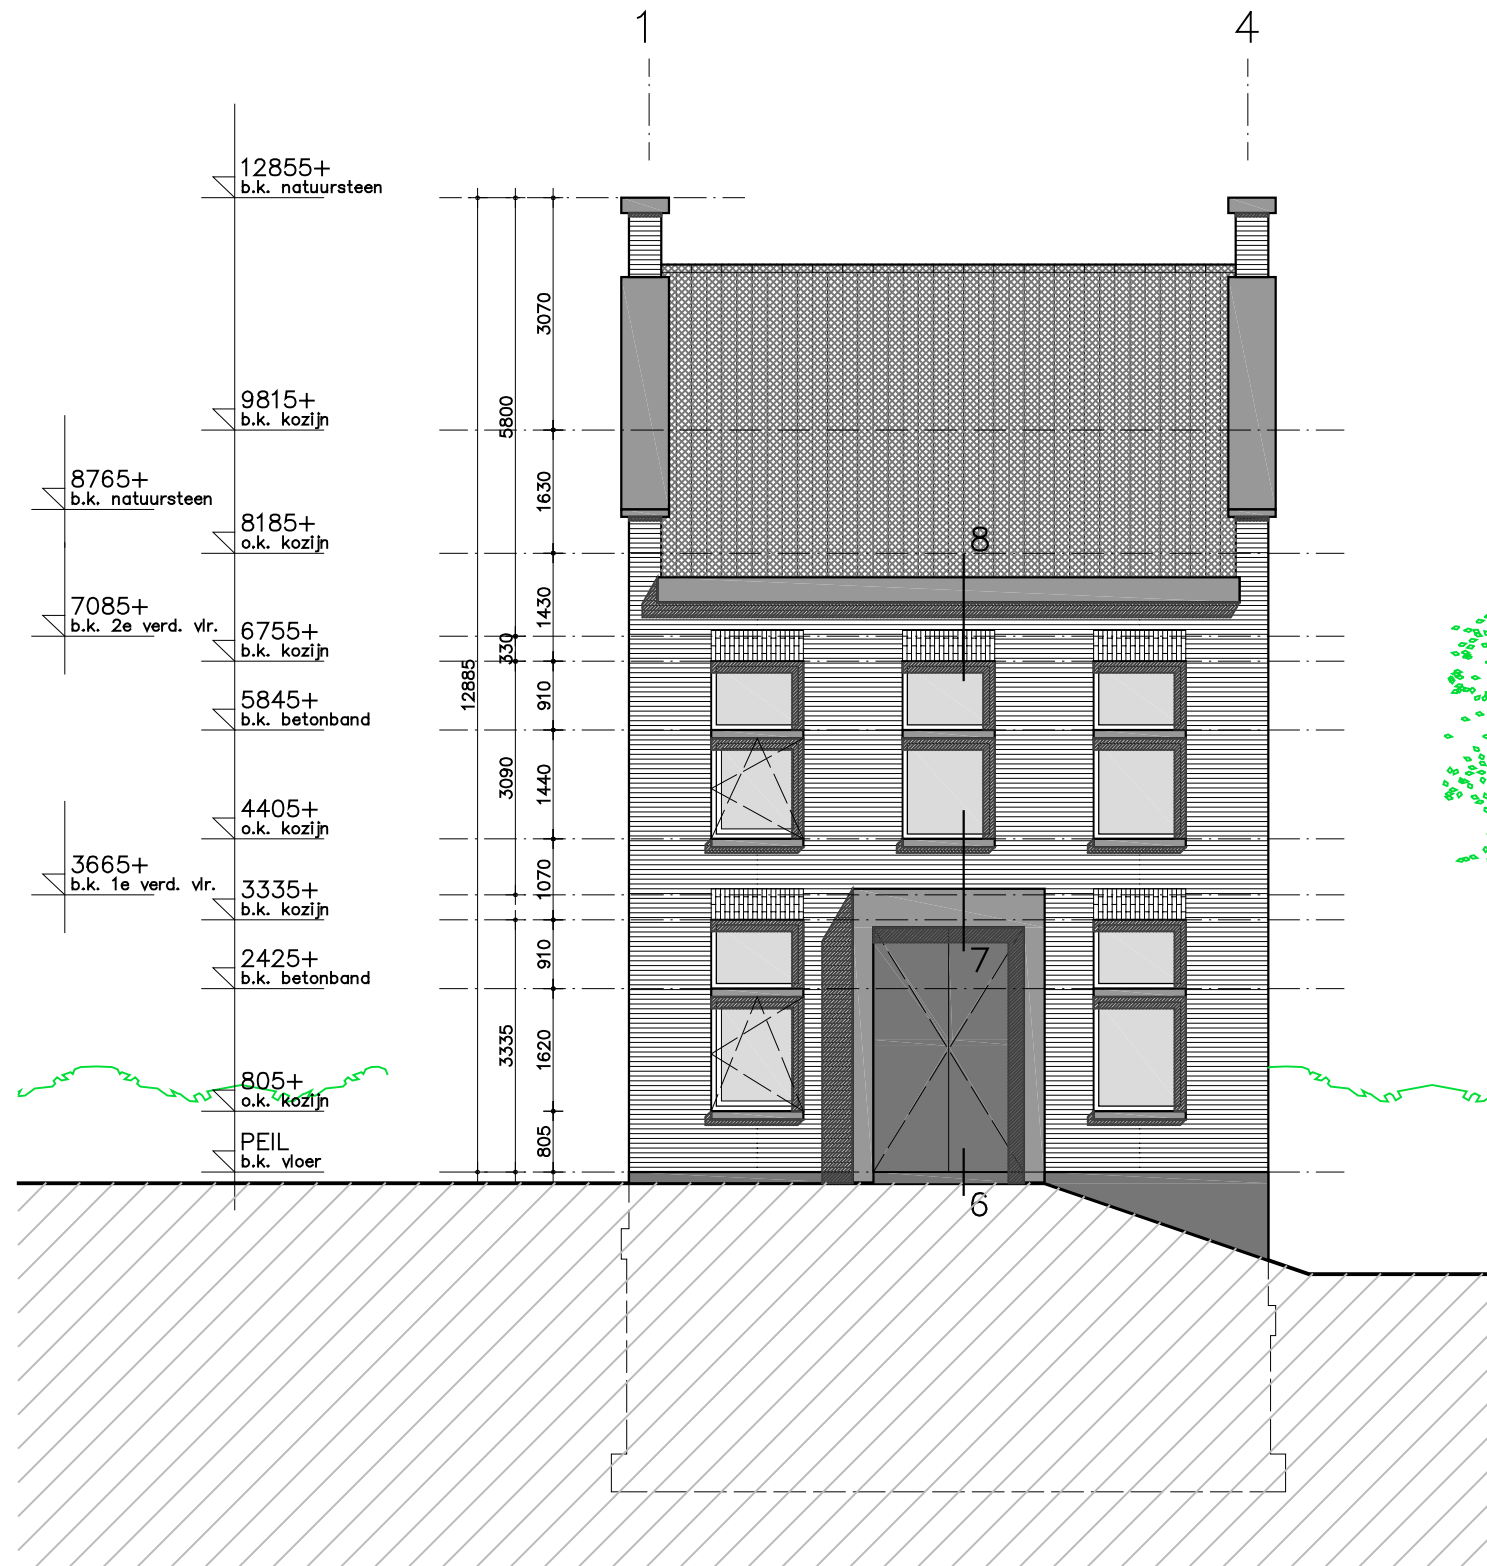 1
4
12855+
b.k. natuursteen
9815+
b.k. kozijn
8765+
b.k. natuursteen
8185+
o.k. kozijn
7085+
b.k. 2e verd. vlr.
6755+
b.k. kozijn
5845+
b.k. betonband
4405+
o.k. kozijn
3665+
b.k. 1e verd. vlr.
3335+
b.k. kozijn
2425+
b.k. betonband
805+
o.k. kozijn
PEIL
b.k. vloer
12885
5800
330
3090
3335
3070
1630
1430
910
1440
1070
910
1620
805
8
7
6